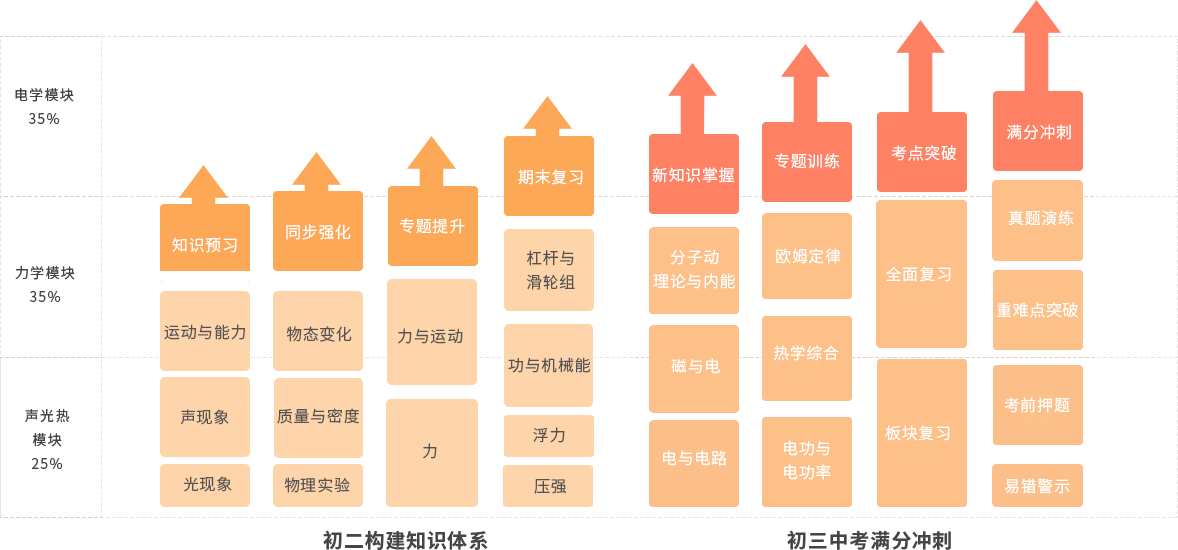 电学模块
35%
力学模块
35%
声光热
模块
25%
知识预习
运动与能力
声现象
光现象
同步强化
物态变化
质量与密度
物理实验
专题提升
力与运动
力
期末复习
杠杆与
滑轮组
功与机械能
浮力
压强
初二构建知识体系
新知识掌握
分子动
理论与内能
磁与电
电与电路
专题训练
欧姆定律
热学综合
电功与
电功率
考点突破
全面复习
板块复习
满分冲刺
真题演练
重难点突破
考前押题
易错警示
初三中考满分冲刺